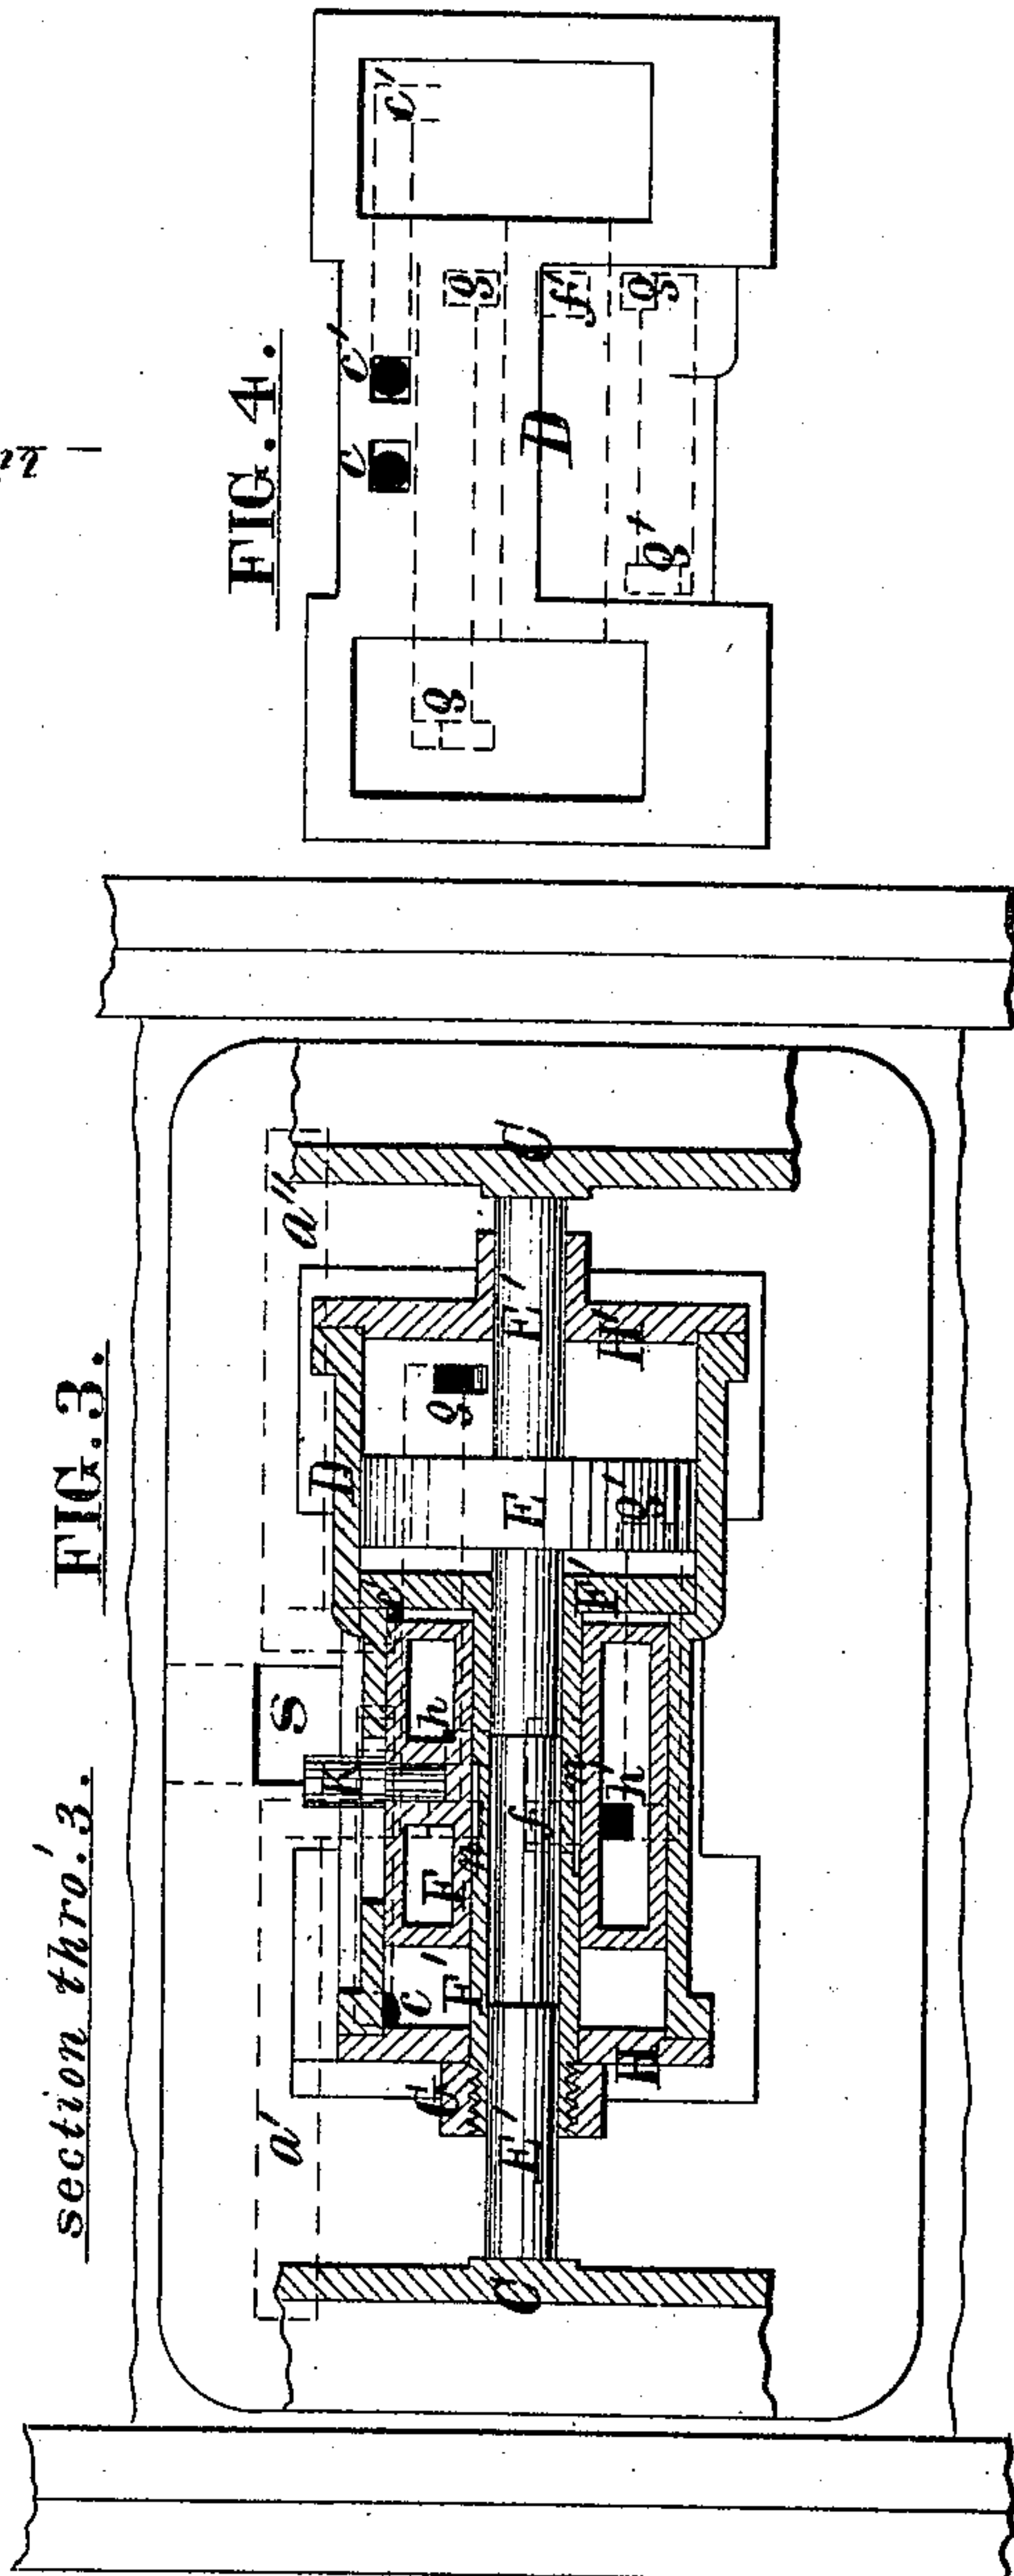 FIG. 4.
c'
c
c'
g
f'
g
D
g'
g
FIG. 3.
section thro'. 3.
a''
C
D
g
E'
H'
E
g'
F'
S
K
h
f
n
h
F
n
c'
F'
H
G
a'
E'
C